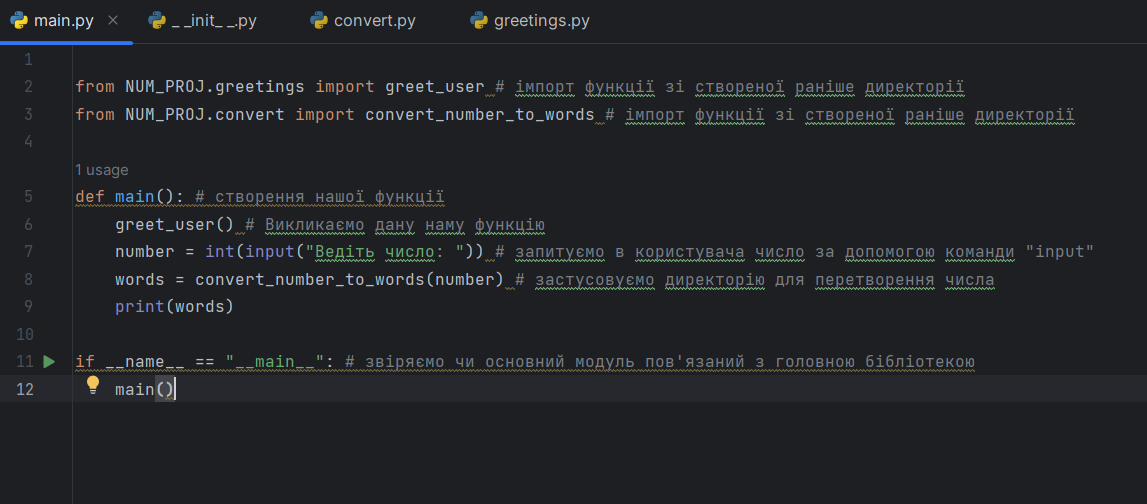 main.py _ _init_ _.py convert.py greetings.py
1
2 from NUM_PROJ.greetings import greet_user # імпорт функції зі створеної раніше директорії
3 from NUM_PROJ.convert import convert_number_to_words # імпорт функції зі створеної раніше директорії
4
1 usage
5 def main(): # створення нашої функції
6 greet_user() # Викликаємо дану наму функцію
7 number = int(input("Ведіть число: ")) # запитуємо в користувача число за допомогою команди "input"
8 words = convert_number_to_words(number) # застусовуємо директорію для перетворення числа
9 print(words)
10
11 if __name__ == "__main__": # звіряємо чи основний модуль пов'язаний з головною бібліотекою
12 main()